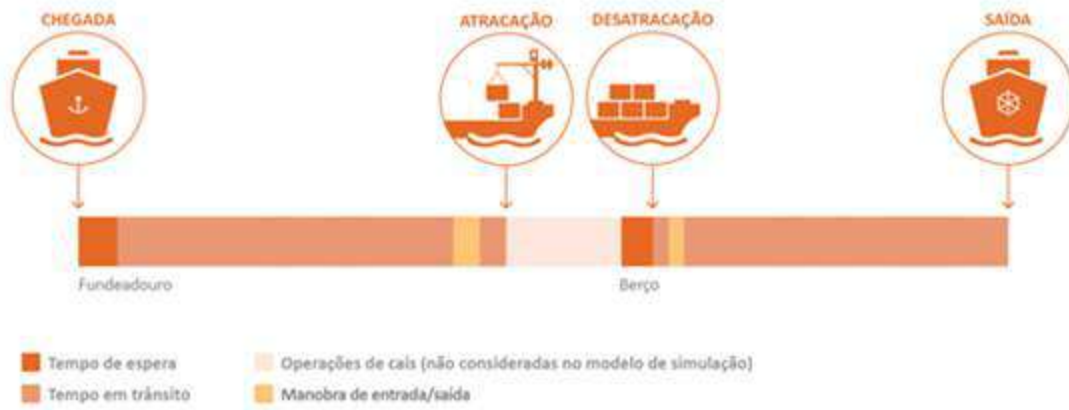 CHEGADA
ATRACAÇÃO
DESATRACAÇÃO
SAÍDA
Fundeadouro
Berço
Tempo de espera
Operações de cais (não consideradas no modelo de simulação)
Tempo em trânsito
Manobra de entrada/saída